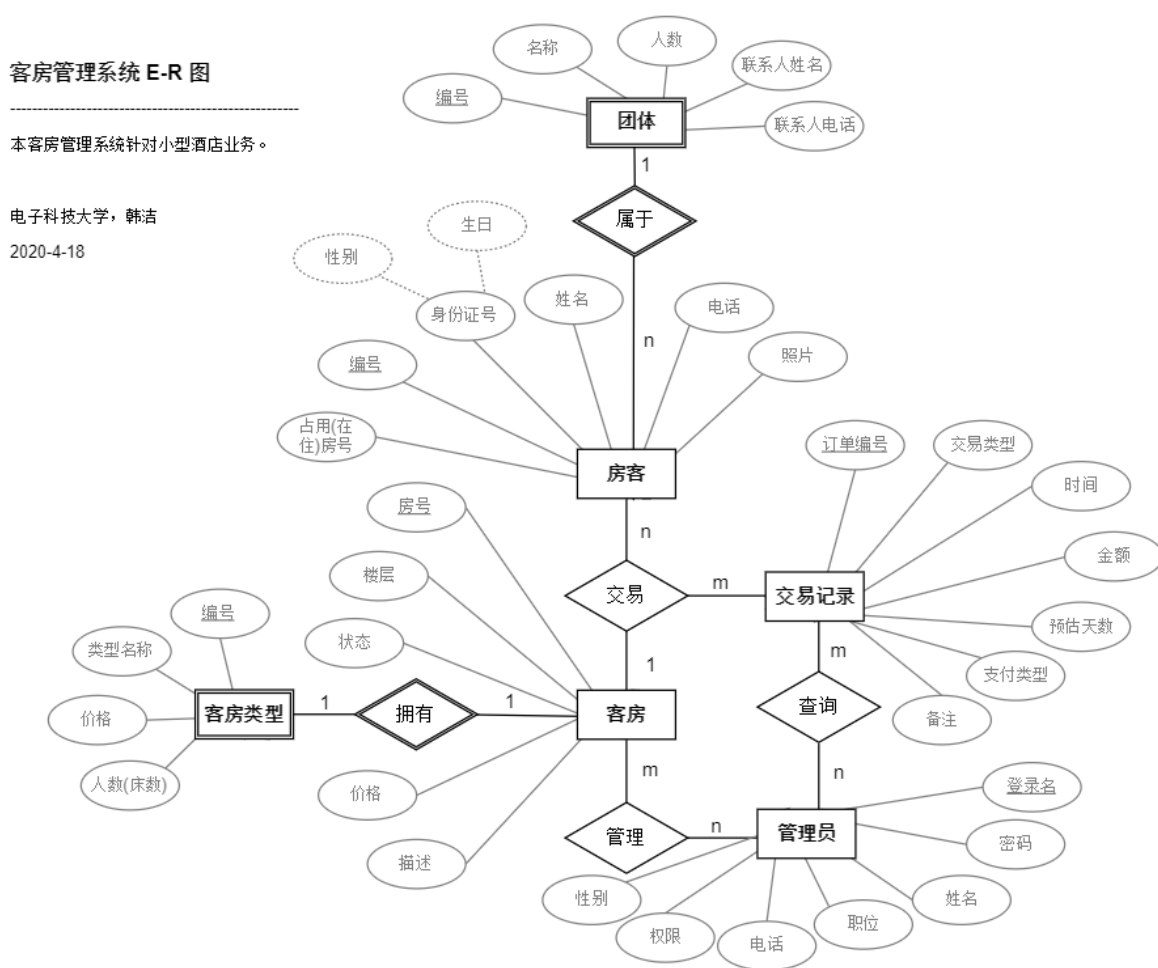 客房管理系统 E-R 图
----------------------------------------------------
本客房管理系统针对小型酒店业务。
电子科技大学，韩洁
2020-4-18
名称
人数
编号
联系人姓名
联系人电话
团体
1
属于
生日
性别
身份证号
姓名
电话
n
照片
编号
占用(在
住)房号
房客
订单编号
交易类型
时间
房号
n
金额
楼层
交易
m
交易记录
编号
预估天数
类型名称
状态
1
m
支付类型
价格
客房类型
1
拥有
1
客房
查询
备注
人数(床数)
价格
m
n
登录名
管理
n
管理员
密码
描述
性别
姓名
权限
电话
职位